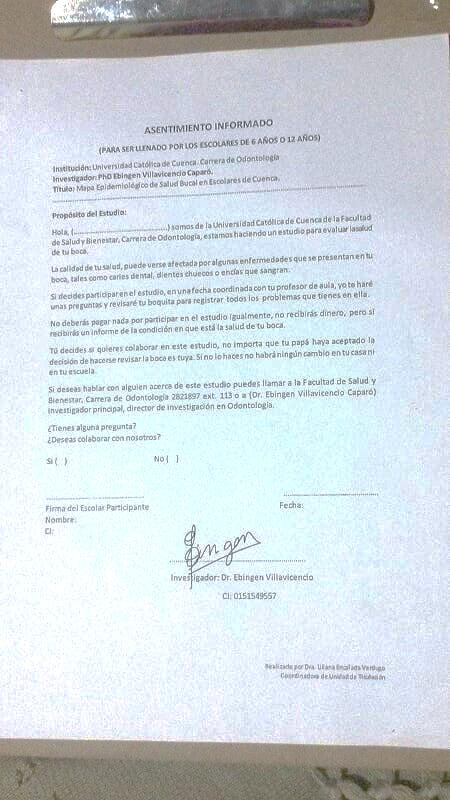 ASENTIMIENTO INFORMADO
(PARA SER LLENADO POR LOS ESCOLARES DE 6 AÑOS O 12 AÑOS)
Institución: Universidad Católica de Cuenca. Carrera de Odontología
Investigador: PhD Ebingen Villavicencio Caparó.
Título: Mapa Epidemiológico de Salud Bucal en Escolares de Cuenca.
Propósito del Estudio:
Hola, (........................................) somos de la Universidad Católica de Cuenca de la Facultad
de Salud y Bienestar, Carrera de Odontología, estamos haciendo un estudio para evaluar la salud
de tu boca.
La calidad de tu salud, puede verse afectada por algunas enfermedades que se presentan en tu
boca, tales como caries dental, dientes chuecos o encías que sangran.
Si decides participar en el estudio, en una fecha coordinada con tu profesor de aula, yo te haré
unas preguntas y revisaré tu boquita para registrar todos los problemas que tienes en ella.
No deberás pagar nada por participar en el estudio igualmente, no recibirás dinero, pero si
recibirás un informe de la condición en que está la salud de tu boca.
Tú decides si quieres colaborar en este estudio, no importa que tu papá haya aceptado la
decisión de hacerse revisar la boca es tuya. Si no lo haces no habrá ningún cambio en tu casa ni
en tu escuela.
Si deseas hablar con alguien acerca de este estudio puedes llamar a la Facultad de Salud y
Bienestar, Carrera de Odontología 2821897 ext. 113 o a (Dr. Ebingen Villavicencio Caparó)
investigador principal, director de Investigación en Odontología.
¿Tienes alguna pregunta?
¿Deseas colaborar con nosotros?
Si ( ) No ( )
Firma del Escolar Participante Fecha:
Nombre:
CI:
Ebingen
Investigador: Dr. Ebingen Villavicencio
CI: 0151549557
Realizado por Dra. Liliana Encalada Verdugo
Coordinadora de Unidad de Titulación